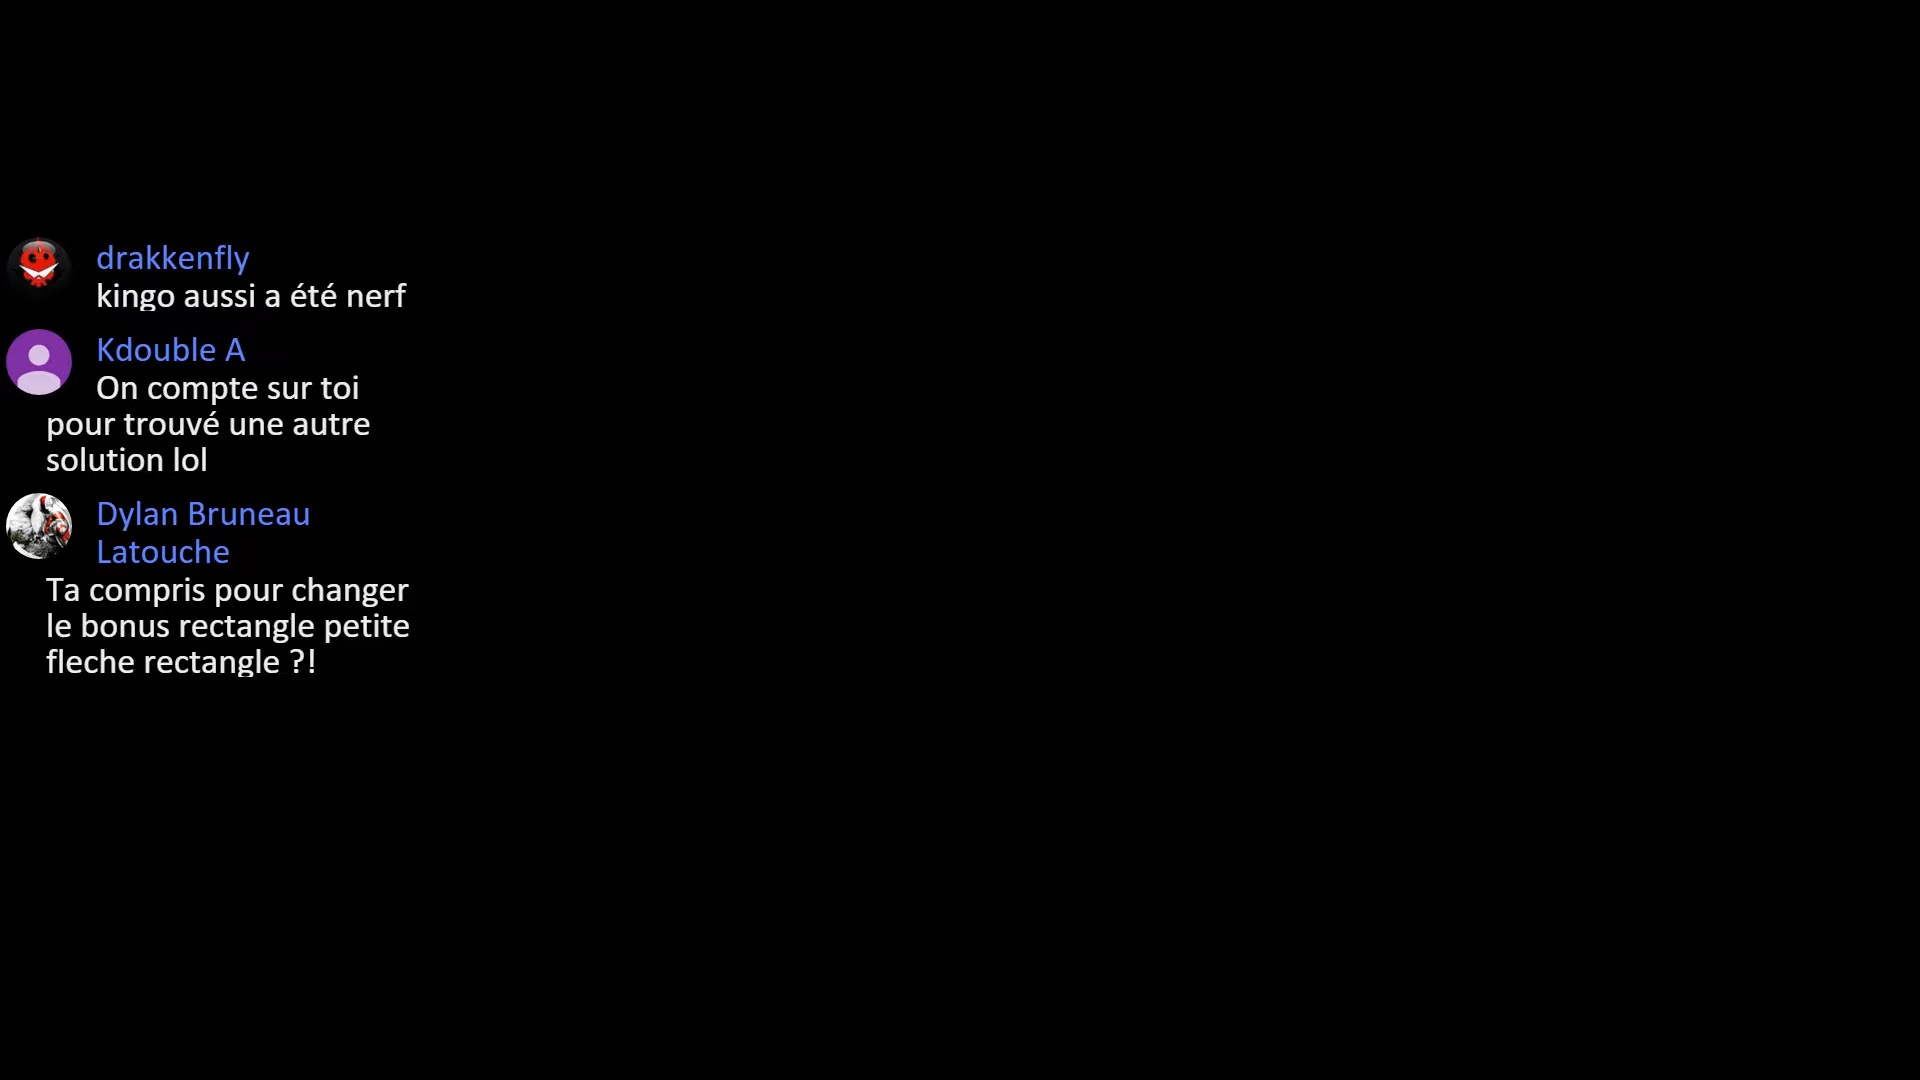 drakkenfly
kingo aussi a été nerf
Kdouble A
On compte sur toi
pour trouvé une autre
solution lol
Dylan Bruneau
Latouche
Ta compris pour changer
le bonus rectangle petite
fleche rectangle ?!